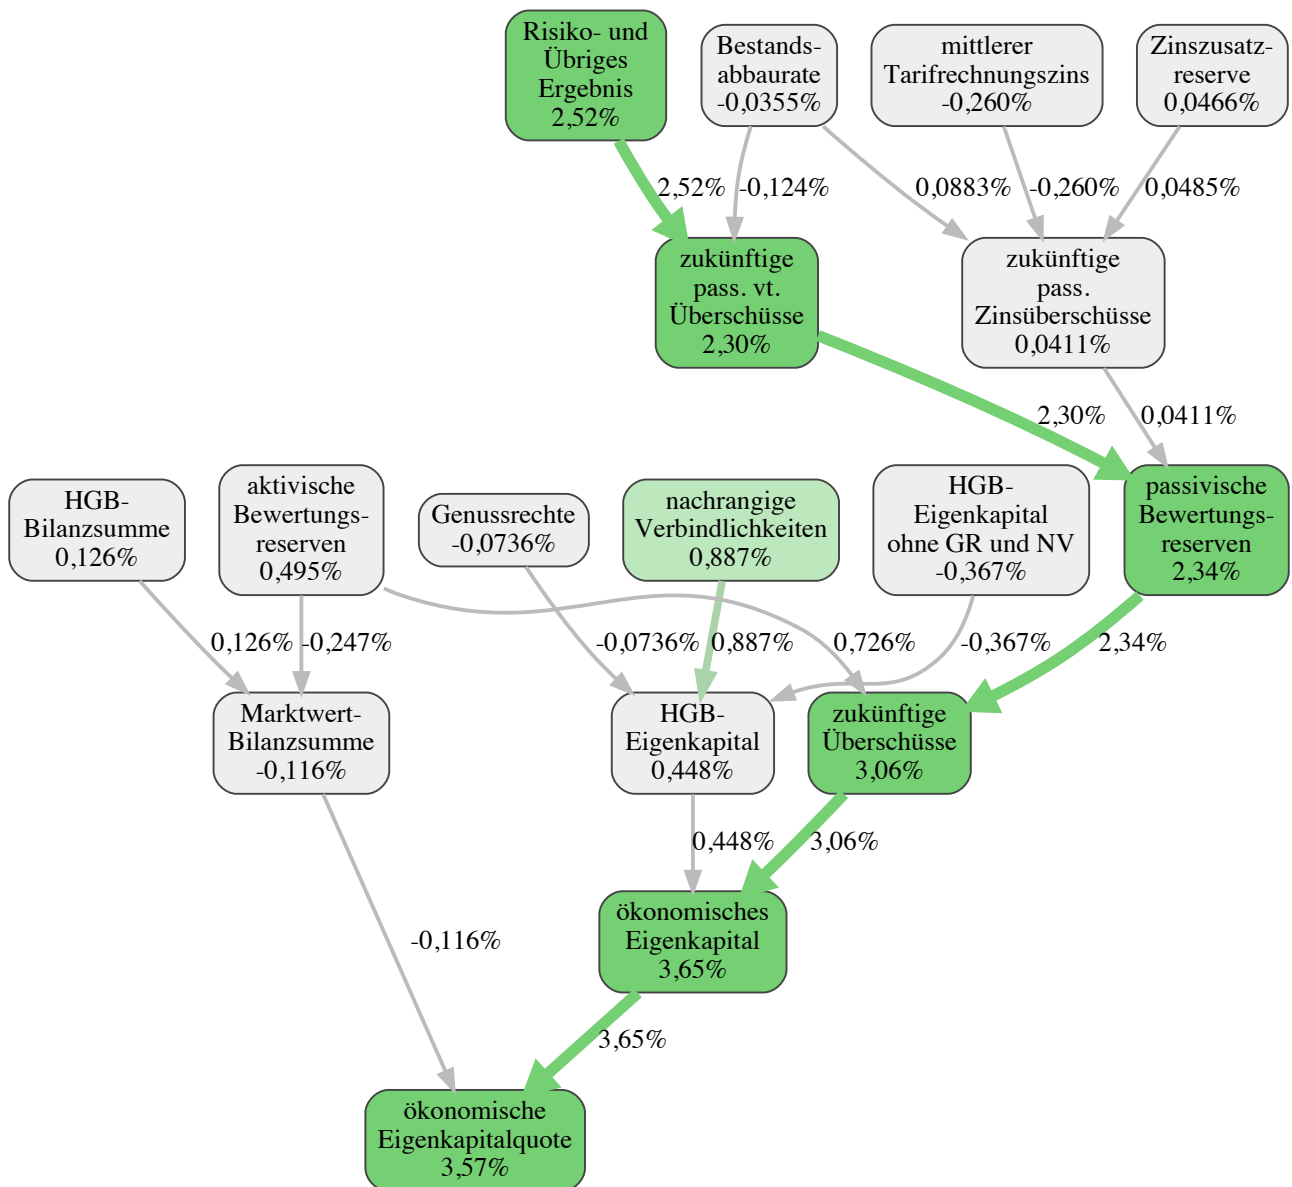 Risiko- und
Übriges
Ergebnis
2,52%
Bestands-
abbaurate
-0,0355%
mittlerer
Tarifrechnungszins
-0,260%
Zinszusatz-
reserve
0,0466%
2,52%
-0,124%
0,0883%
-0,260%
0,0485%
zukünftige
pass. vt.
Überschüsse
2,30%
zukünftige
pass.
Zinsüberschüsse
0,0411%
2,30%
0,0411%
HGB-
Bilanzsumme
0,126%
aktivische
Bewertungs-
reserven
0,495%
Genussrechte
-0,0736%
nachrangige
Verbindlichkeiten
0,887%
HGB-
Eigenkapital
ohne GR und NV
-0,367%
passivische
Bewertungs-
reserven
2,34%
0,126%
-0,247%
-0,0736%
0,887%
0,726%
-0,367%
2,34%
Marktwert-
Bilanzsumme
-0,116%
HGB-
Eigenkapital
0,448%
zukünftige
Überschüsse
3,06%
0,448%
3,06%
ökonomisches
Eigenkapital
3,65%
-0,116%
3,65%
ökonomische
Eigenkapitalquote
3,57%